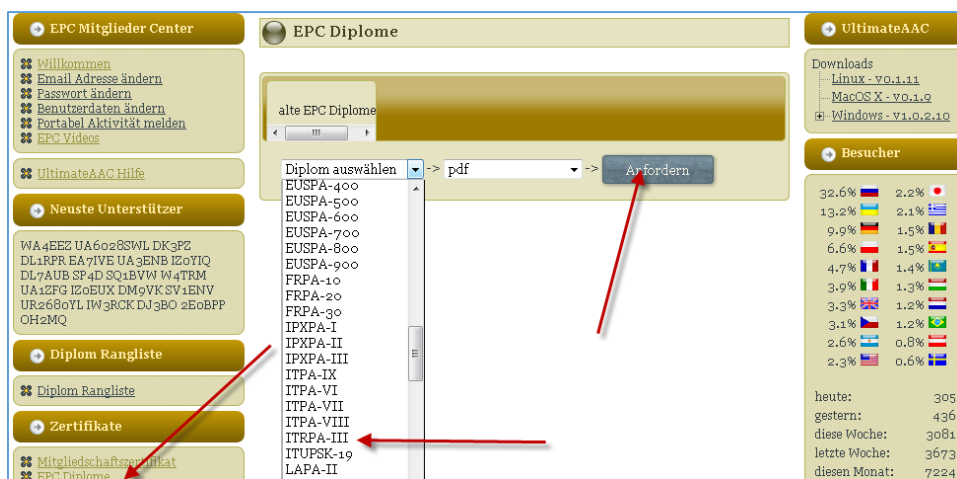 EPC Mitglieder Center
Willkommen
Email Adresse ändern
Passwort ändern
Benutzerdaten ändern
Portabel Aktivität melden
EPC Videos
UltimateAAC Hilfe
Neuste Unterstützer
WA4EEZ UA6028SWL DK3PZ
DL1RPR EA7IVE UA3ENB IZ0YIQ
DL7AUB SP4D SQ1BVW W4TRM
UA1ZFG IZ0EUX DM9VK SV1ENV
UR2680YL IW3RCK DJ3BO 2E0BPP
OH2MQ
Diplom Rangliste
Diplom Rangliste
Zertifikate
Mitgliedschaftszertifikat
EPC Diplome
EPC Diplome
alte EPC Diplome
Diplom auswählen -> pdf -> Anfordern
EUSPA-400
EUSPA-500
EUSPA-600
EUSPA-700
EUSPA-800
EUSPA-900
FRPA-10
FRPA-20
FRPA-30
IPXPA-I
IPXPA-II
IPXPA-III
ITPA-IX
ITPA-VI
ITPA-VII
ITPA-VIII
ITRPA-III
ITUPSK-19
LAPA-II
UltimateAAC
Downloads
Linux - v0.1.11
MacOS X - v0.1.9
Windows - v1.0.2.10
Besucher
32.6% 2.2%
13.2% 2.1%
9.9% 1.5%
6.6% 1.5%
4.7% 1.4%
3.9% 1.3%
3.3% 1.2%
3.1% 1.2%
2.6% 0.8%
2.3% 0.6%
heute: 305
gestern: 436
diese Woche: 3081
letzte Woche: 3673
diesen Monat: 7224